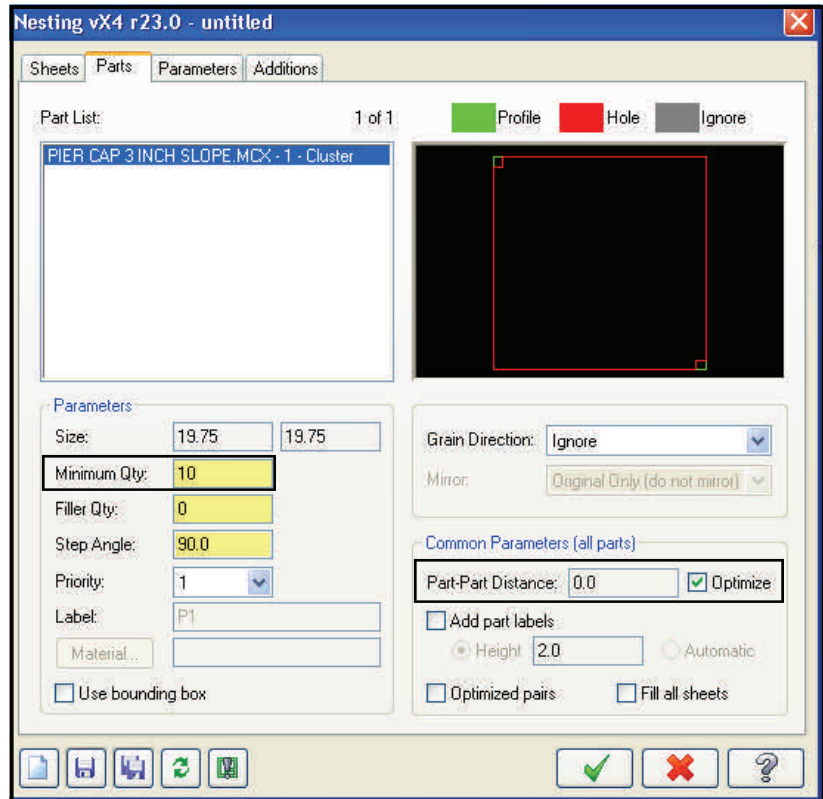 Nesting vX4 r23.0 - untitled
Sheets Parts Parameters Additions
Part List: 1 of 1
Profile Hole Ignore
PIER CAP 3 INCH SLOPE.MCX - 1 - Cluster
Parameters
Size: 19.75 19.75
Minimum Qty: 10
Filler Qty: 0
Step Angle: 90.0
Priority: 1
Label: P1
Material...
Use bounding box
Grain Direction: Ignore
Mirror: Original Only (do not mirror)
Common Parameters (all parts)
Part-Part Distance: 0.0 Optimize
Add part labels
Height 2.0 Automatic
Optimized pairs Fill all sheets